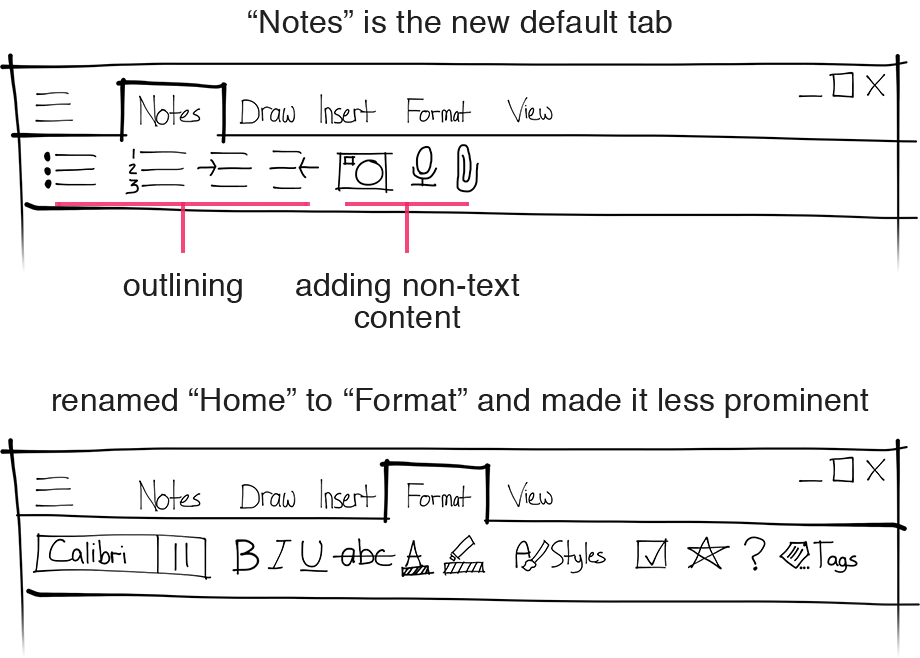 “Notes” is the new default tab
Notes Draw Insert Format View
1
2
3
outlining
adding non-text
content
renamed “Home” to “Format” and made it less prominent
Notes Draw Insert Format View
Calibri 11 B I U abc A A Styles ? Tags